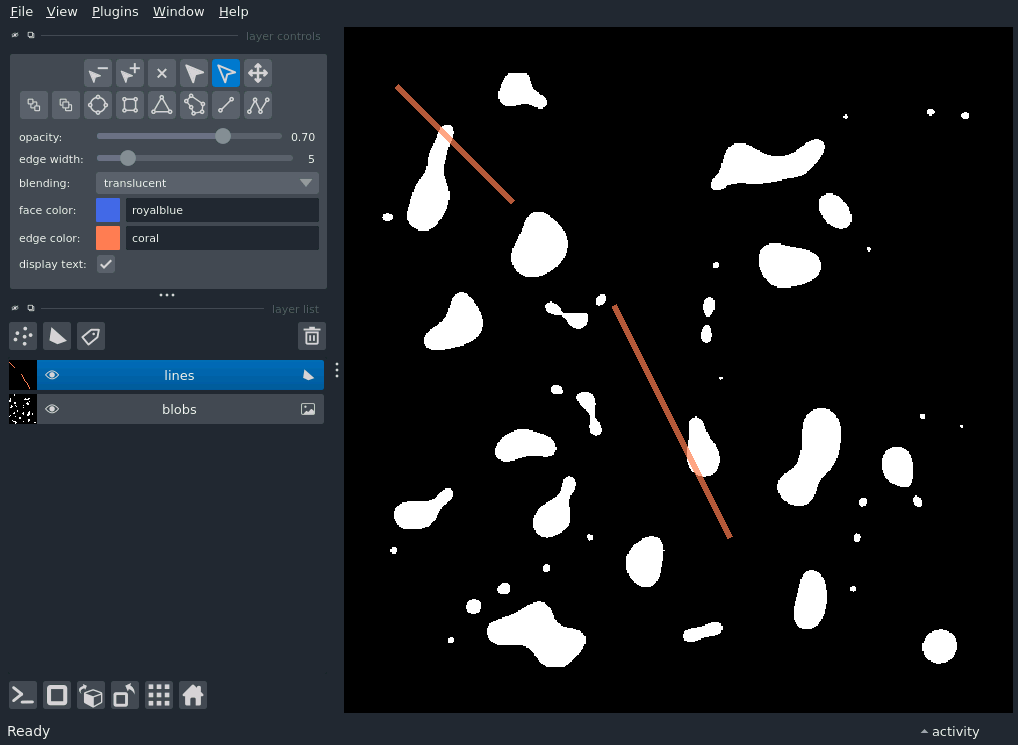 File View Plugins Window Help
layer controls
opacity: 0.70
edge width: 5
blending: translucent
face color: royalblue
edge color: coral
display text:
layer list
lines
blobs
Ready
activity